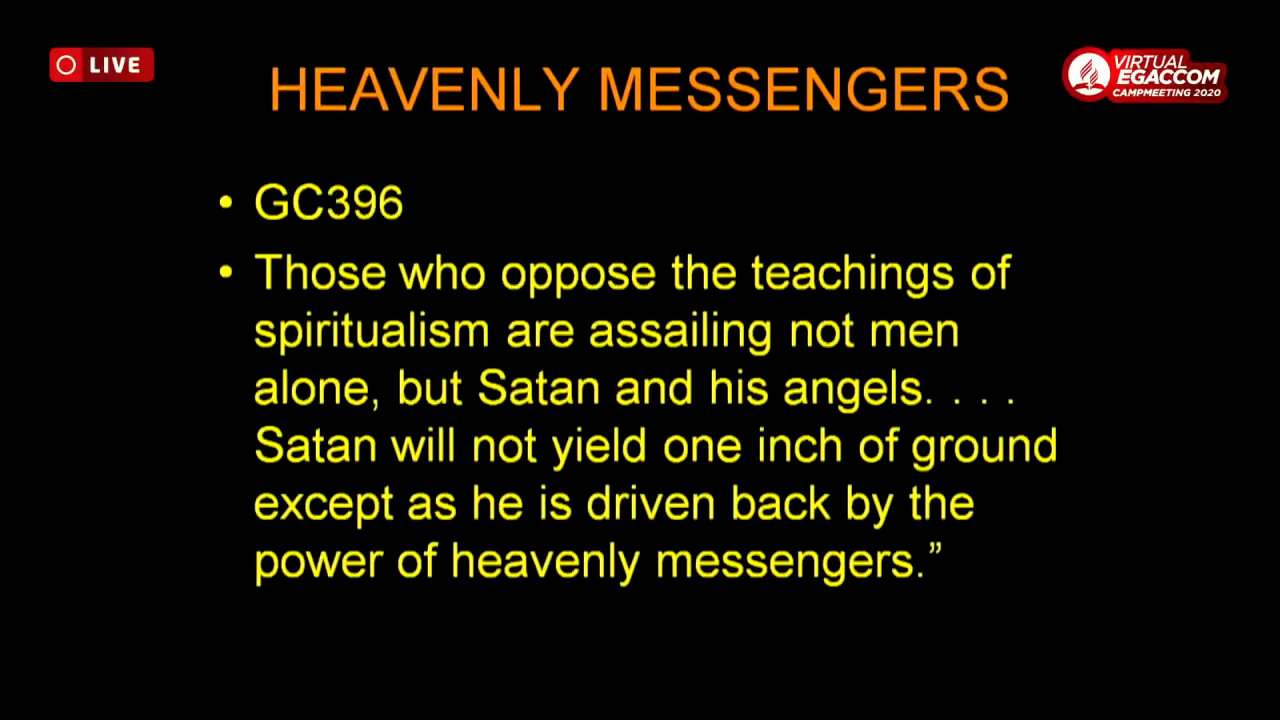 LIVE
VIRTUAL
EGACCOM
CAMPMEETING 2020
HEAVENLY MESSENGERS
• GC396
• Those who oppose the teachings of
spiritualism are assailing not men
alone, but Satan and his angels. . . .
Satan will not yield one inch of ground
except as he is driven back by the
power of heavenly messengers.”